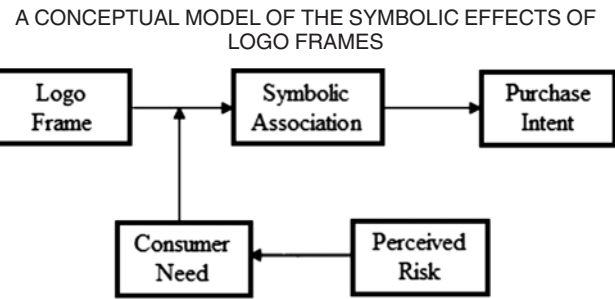 A CONCEPTUAL MODEL OF THE SYMBOLIC EFFECTS OF
LOGO FRAMES
Logo
Frame
Symbolic
Association
Purchase
Intent
Consumer
Need
Perceived
Risk